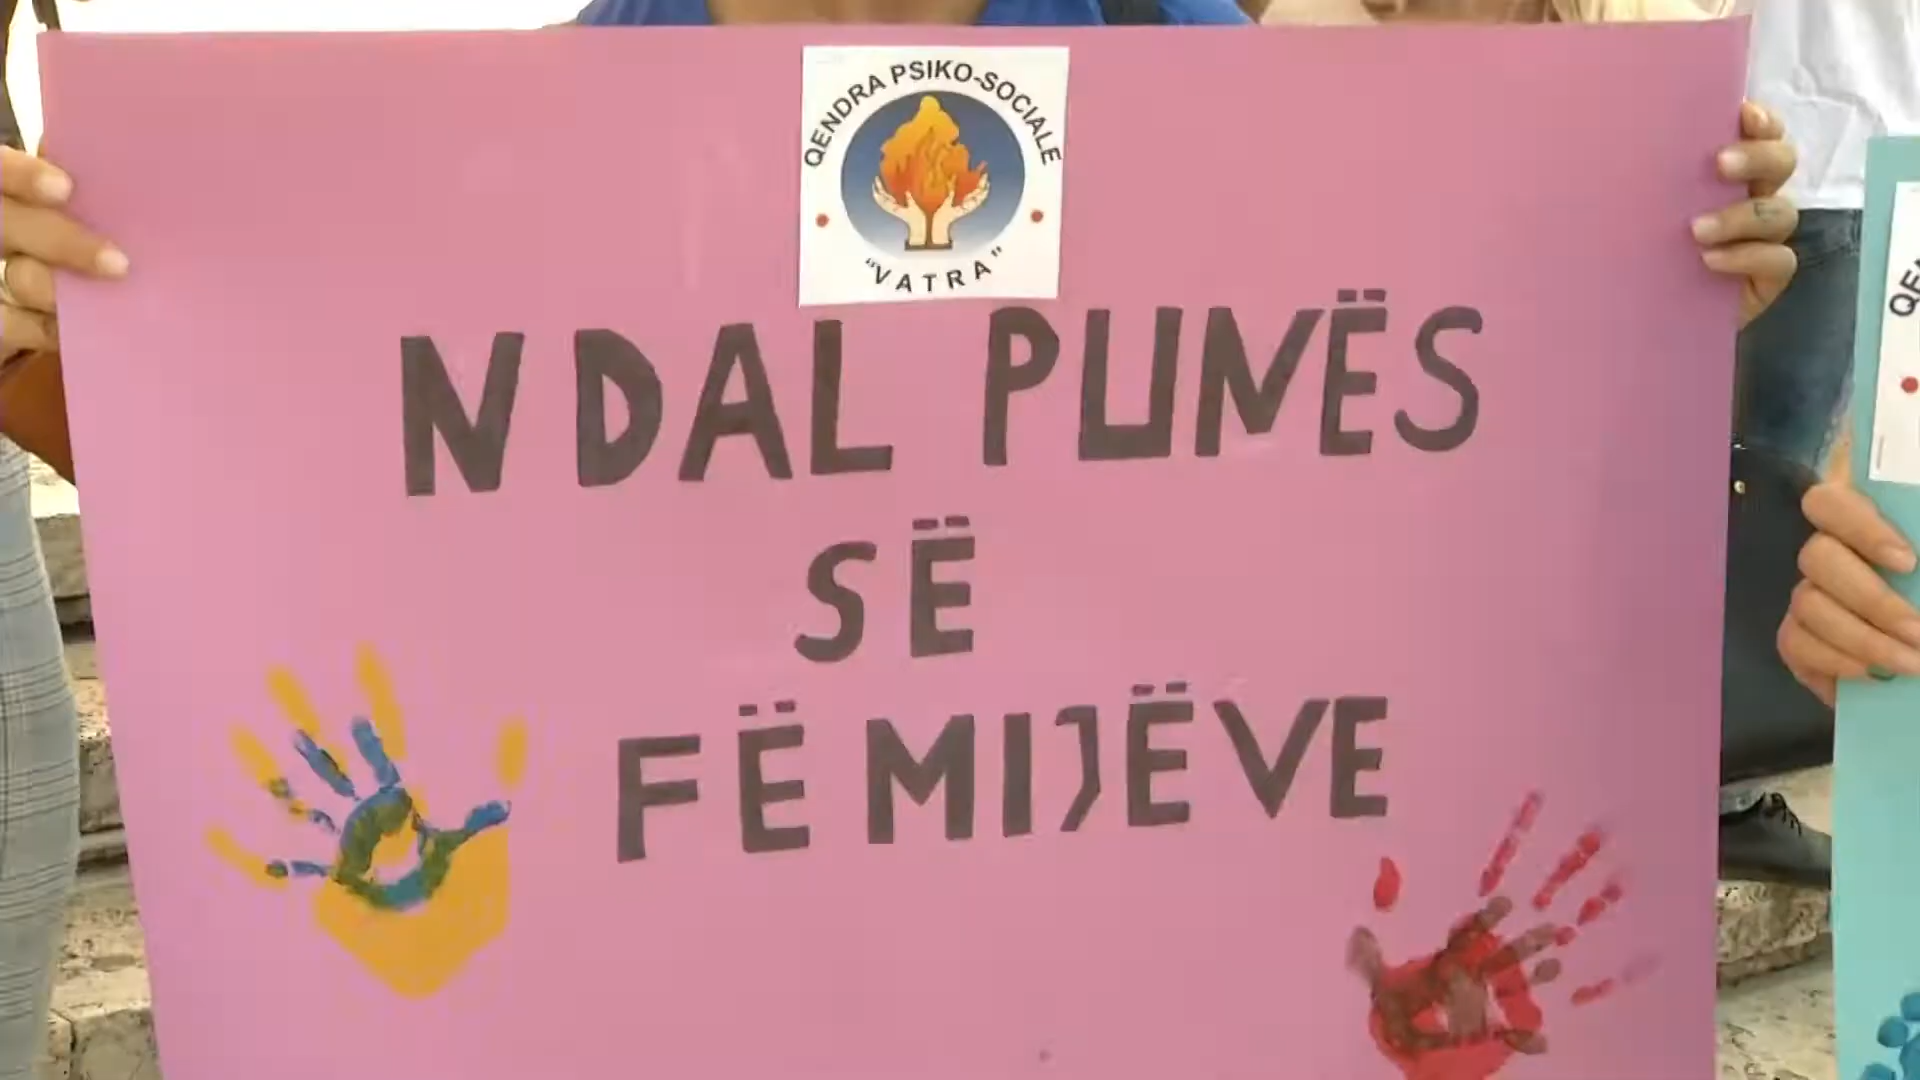 QENDRA PSIKO-SOCIALE
"VATRA"
NDAL PUNËS
SË
FËMIJËVE